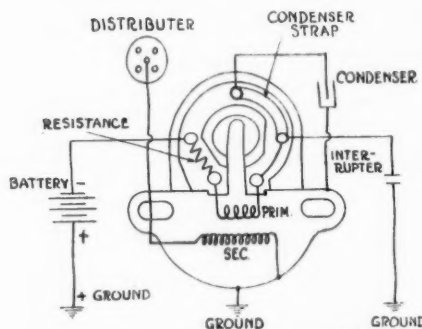 DISTRIBUTER
CONDENSER
STRAP
CONDENSER
RESISTANCE
BATTERY
-
INTER-
RUPTER
PRIM.
SEC.
+
+ GROUND
GROUND
GROUND